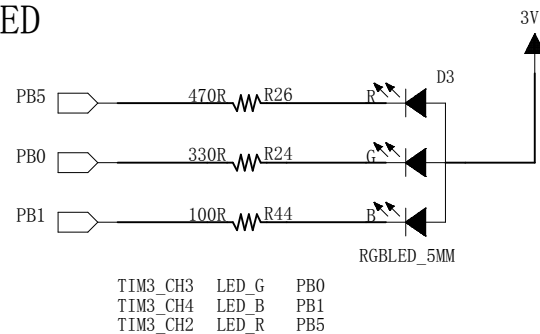 ED
3V
D3
PB5 470R R26 R
PB0 330R R24 G
PB1 100R R44 B
RGBLED_5MM
TIM3_CH3 LED_G PB0
TIM3_CH4 LED_B PB1
TIM3_CH2 LED_R PB5